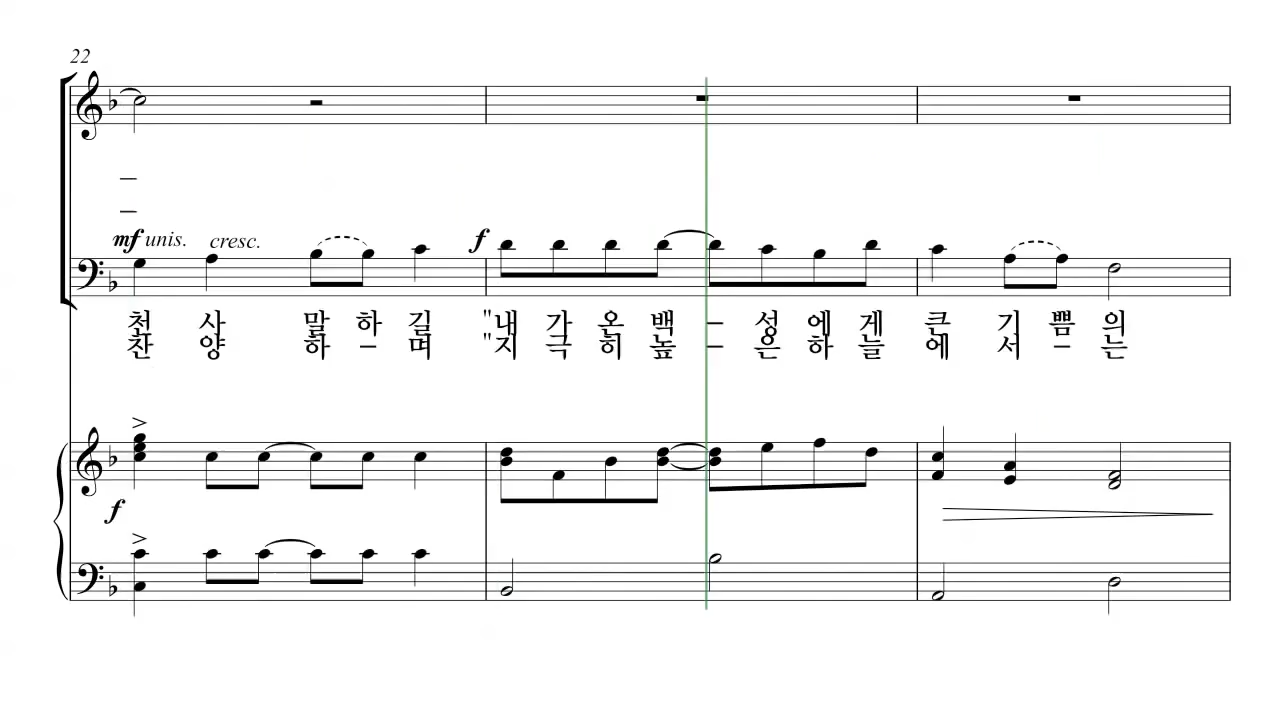 22
mf unis. cresc. f
천 사 말 하 길 "내 가 온 백 – 성 에 게 큰 기 쁨 의
찬 양 하 – 며 "지 극 히 높 – 은 하 늘 에 서 – 는
f